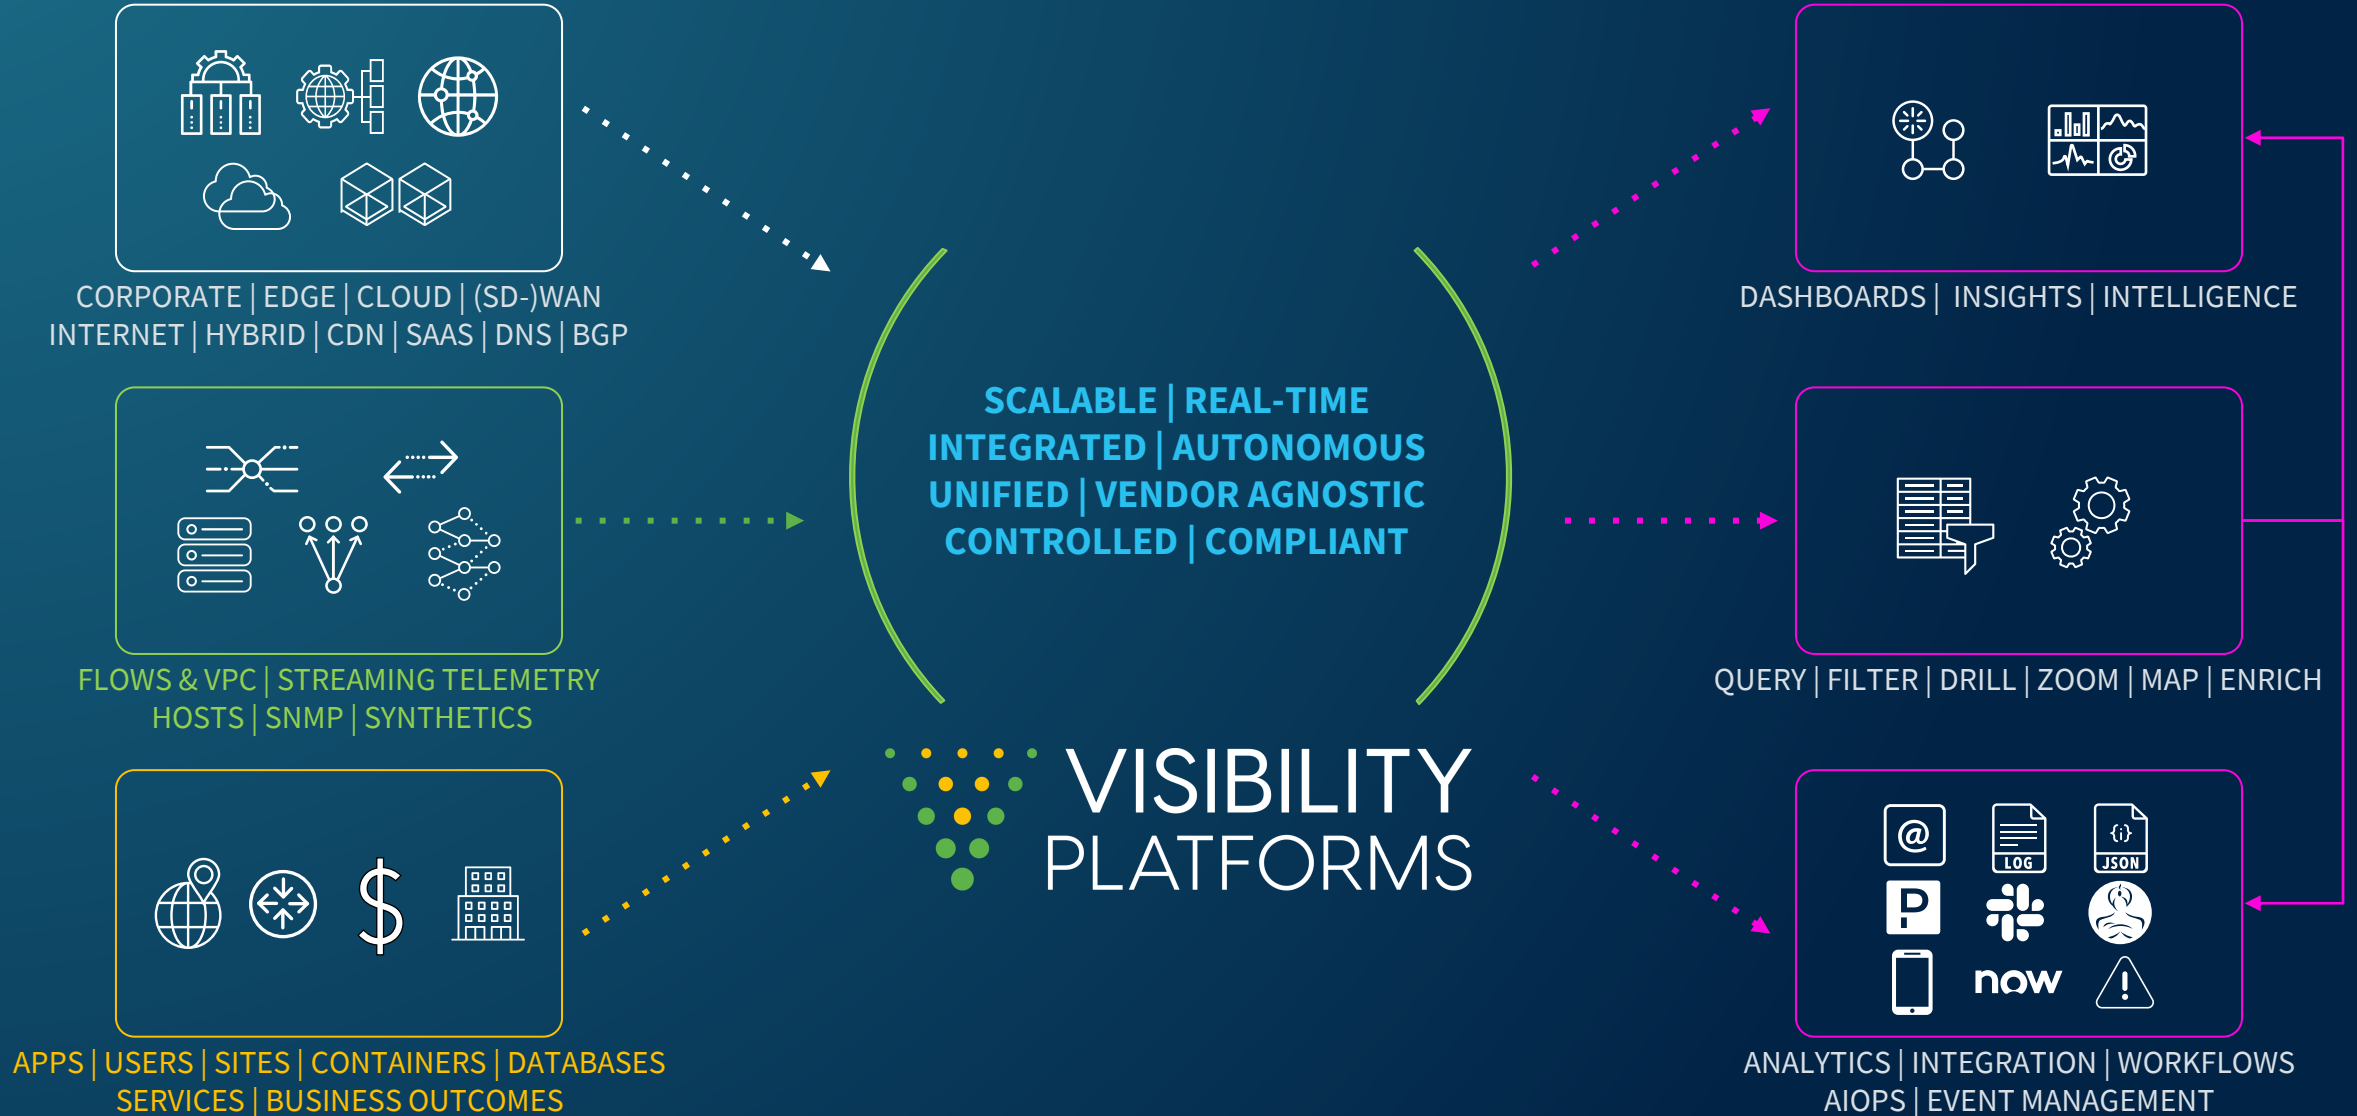 CORPORATE | EDGE | CLOUD | (SD-)WAN
INTERNET | HYBRID | CDN | SAAS | DNS | BGP
FLOWS & VPC | STREAMING TELEMETRY
HOSTS | SNMP | SYNTHETICS
$
APPS | USERS | SITES | CONTAINERS | DATABASES
SERVICES | BUSINESS OUTCOMES
SCALABLE | REAL-TIME
INTEGRATED | AUTONOMOUS
UNIFIED | VENDOR AGNOSTIC
CONTROLLED | COMPLIANT
VISIBILITY
PLATFORMS
DASHBOARDS | INSIGHTS | INTELLIGENCE
QUERY | FILTER | DRILL | ZOOM | MAP | ENRICH
@
LOG
{i}
JSON
P
now
!
ANALYTICS | INTEGRATION | WORKFLOWS
AIOPS | EVENT MANAGEMENT